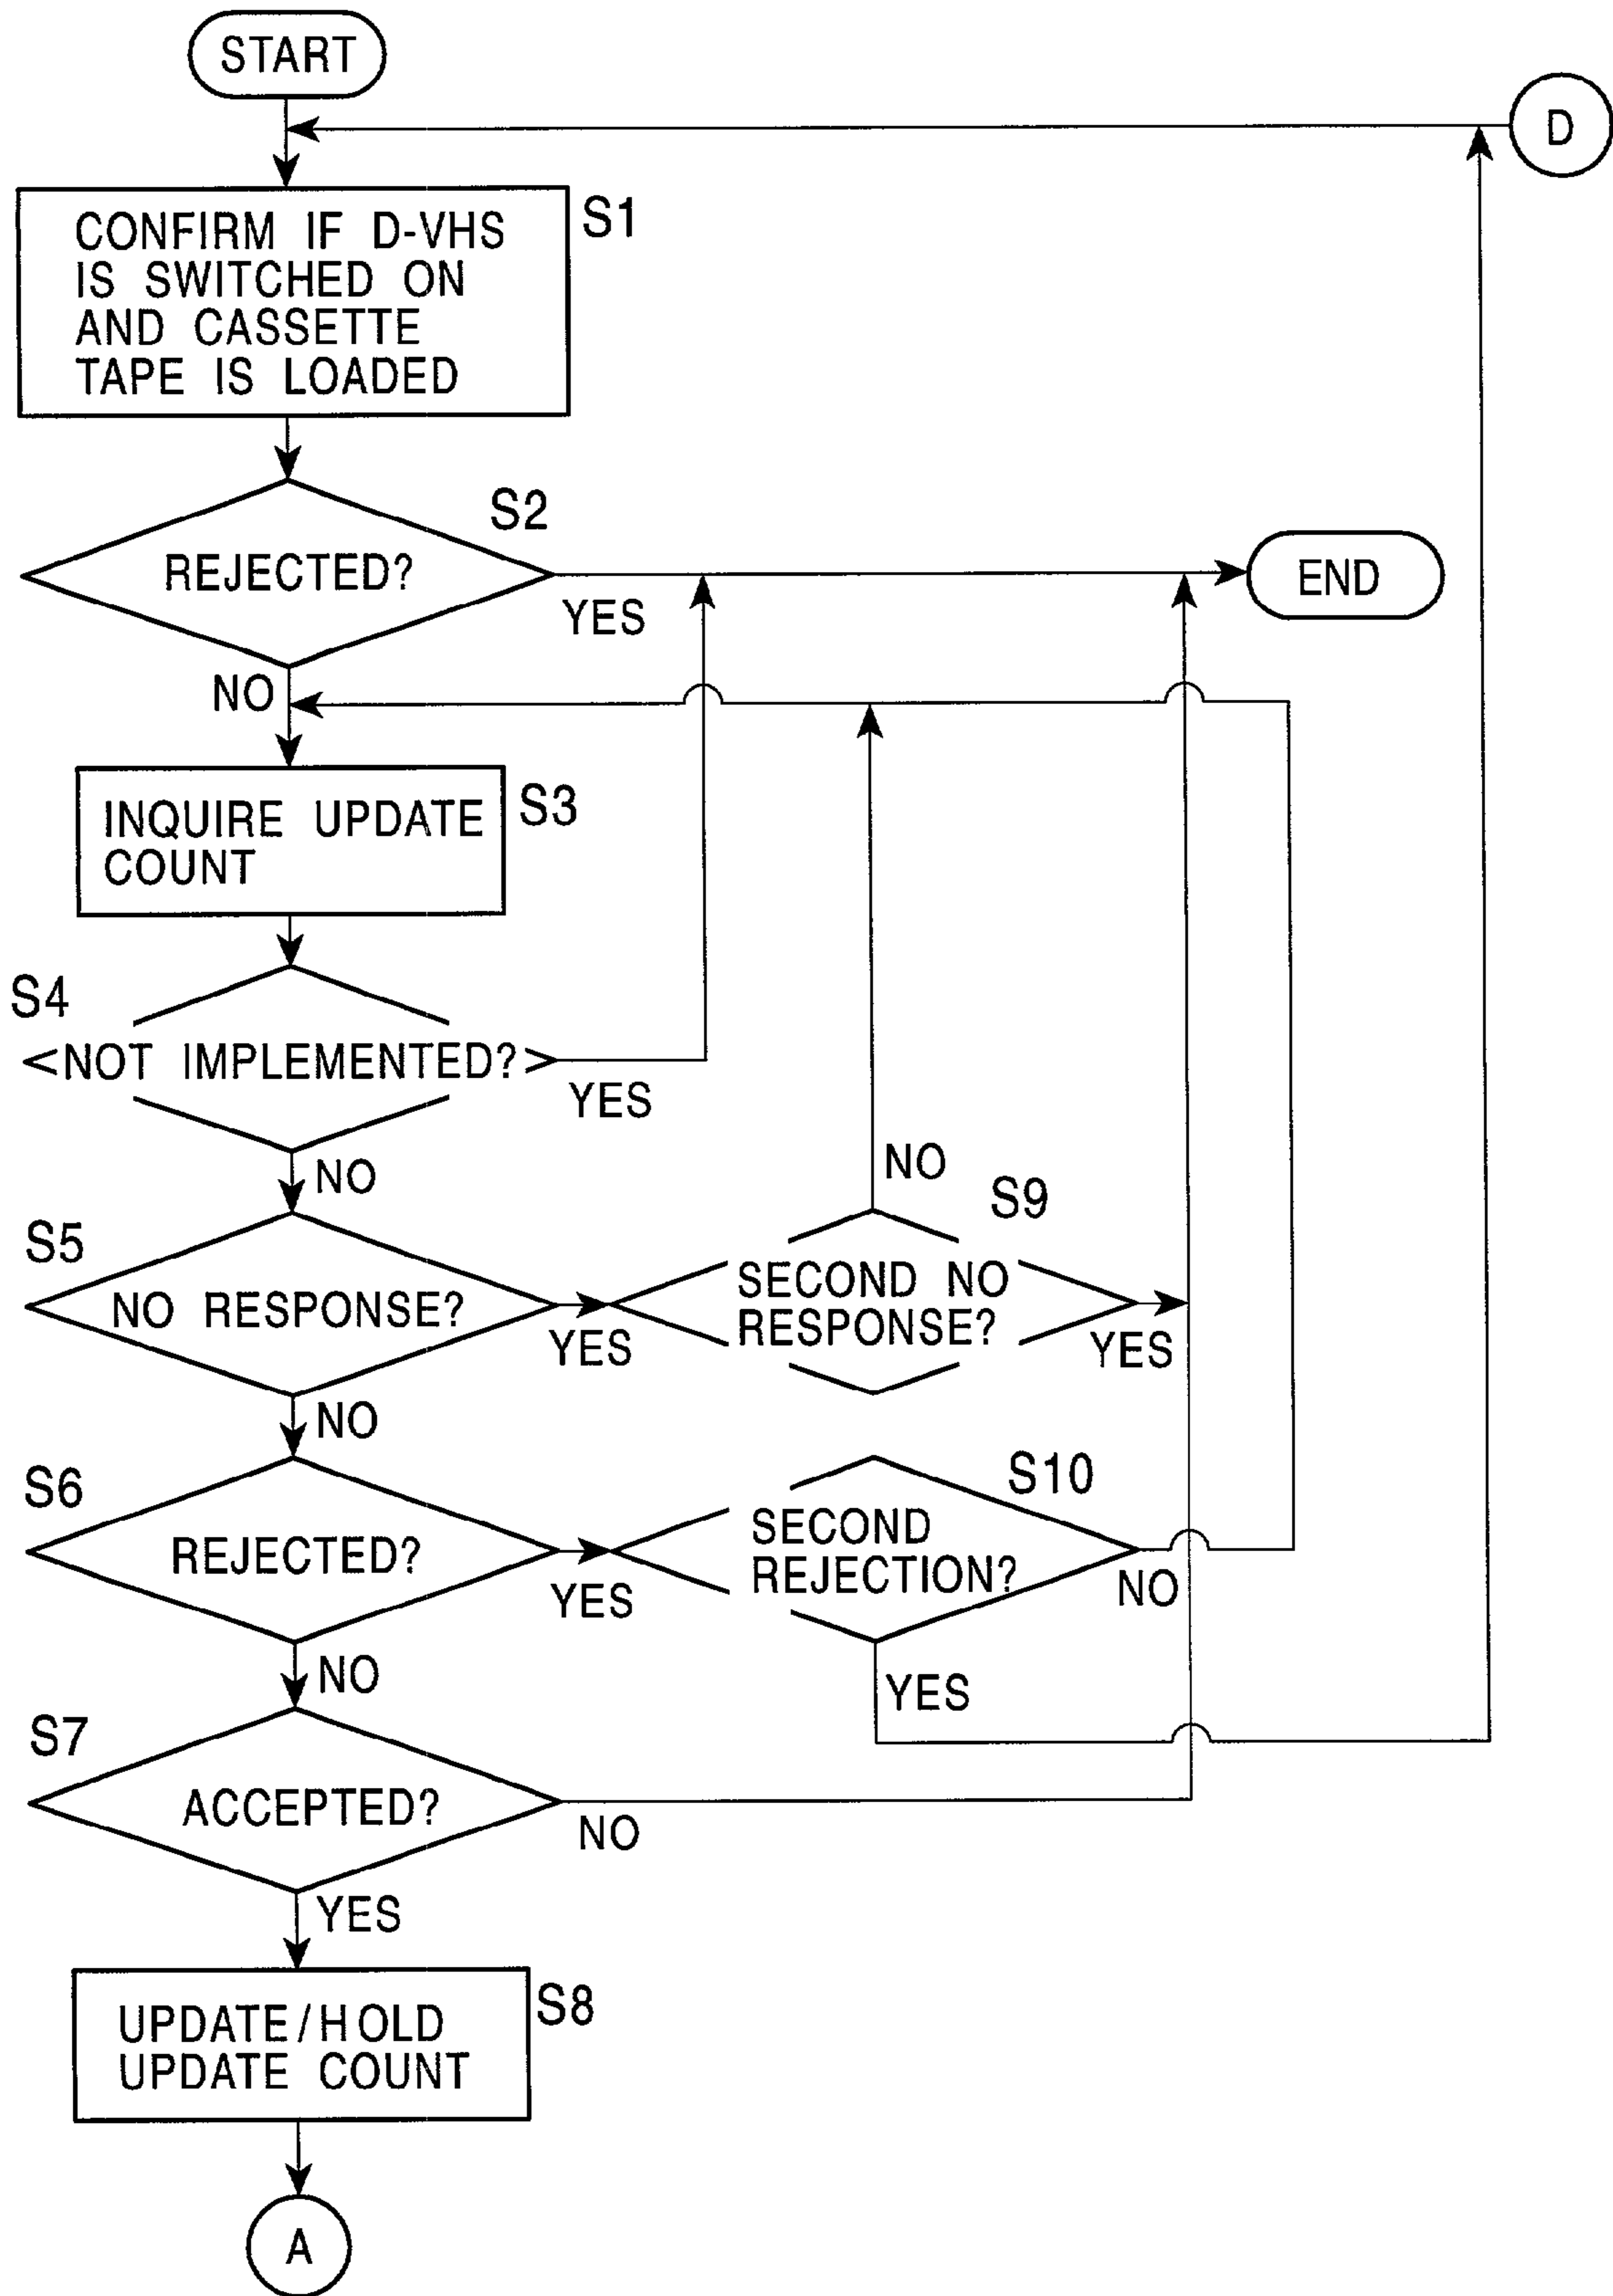 START
D
CONFIRM IF D-VHS
IS SWITCHED ON
AND CASSETTE
TAPE IS LOADED
S1
S2
REJECTED?
YES
END
NO
INQUIRE UPDATE
COUNT
S3
S4
NOT IMPLEMENTED?
YES
NO
NO
S9
S5
NO RESPONSE?
YES
SECOND NO
RESPONSE?
YES
NO
S6
REJECTED?
YES
S10
SECOND
REJECTION?
NO
NO
YES
S7
ACCEPTED?
NO
YES
UPDATE/HOLD
UPDATE COUNT
S8
A